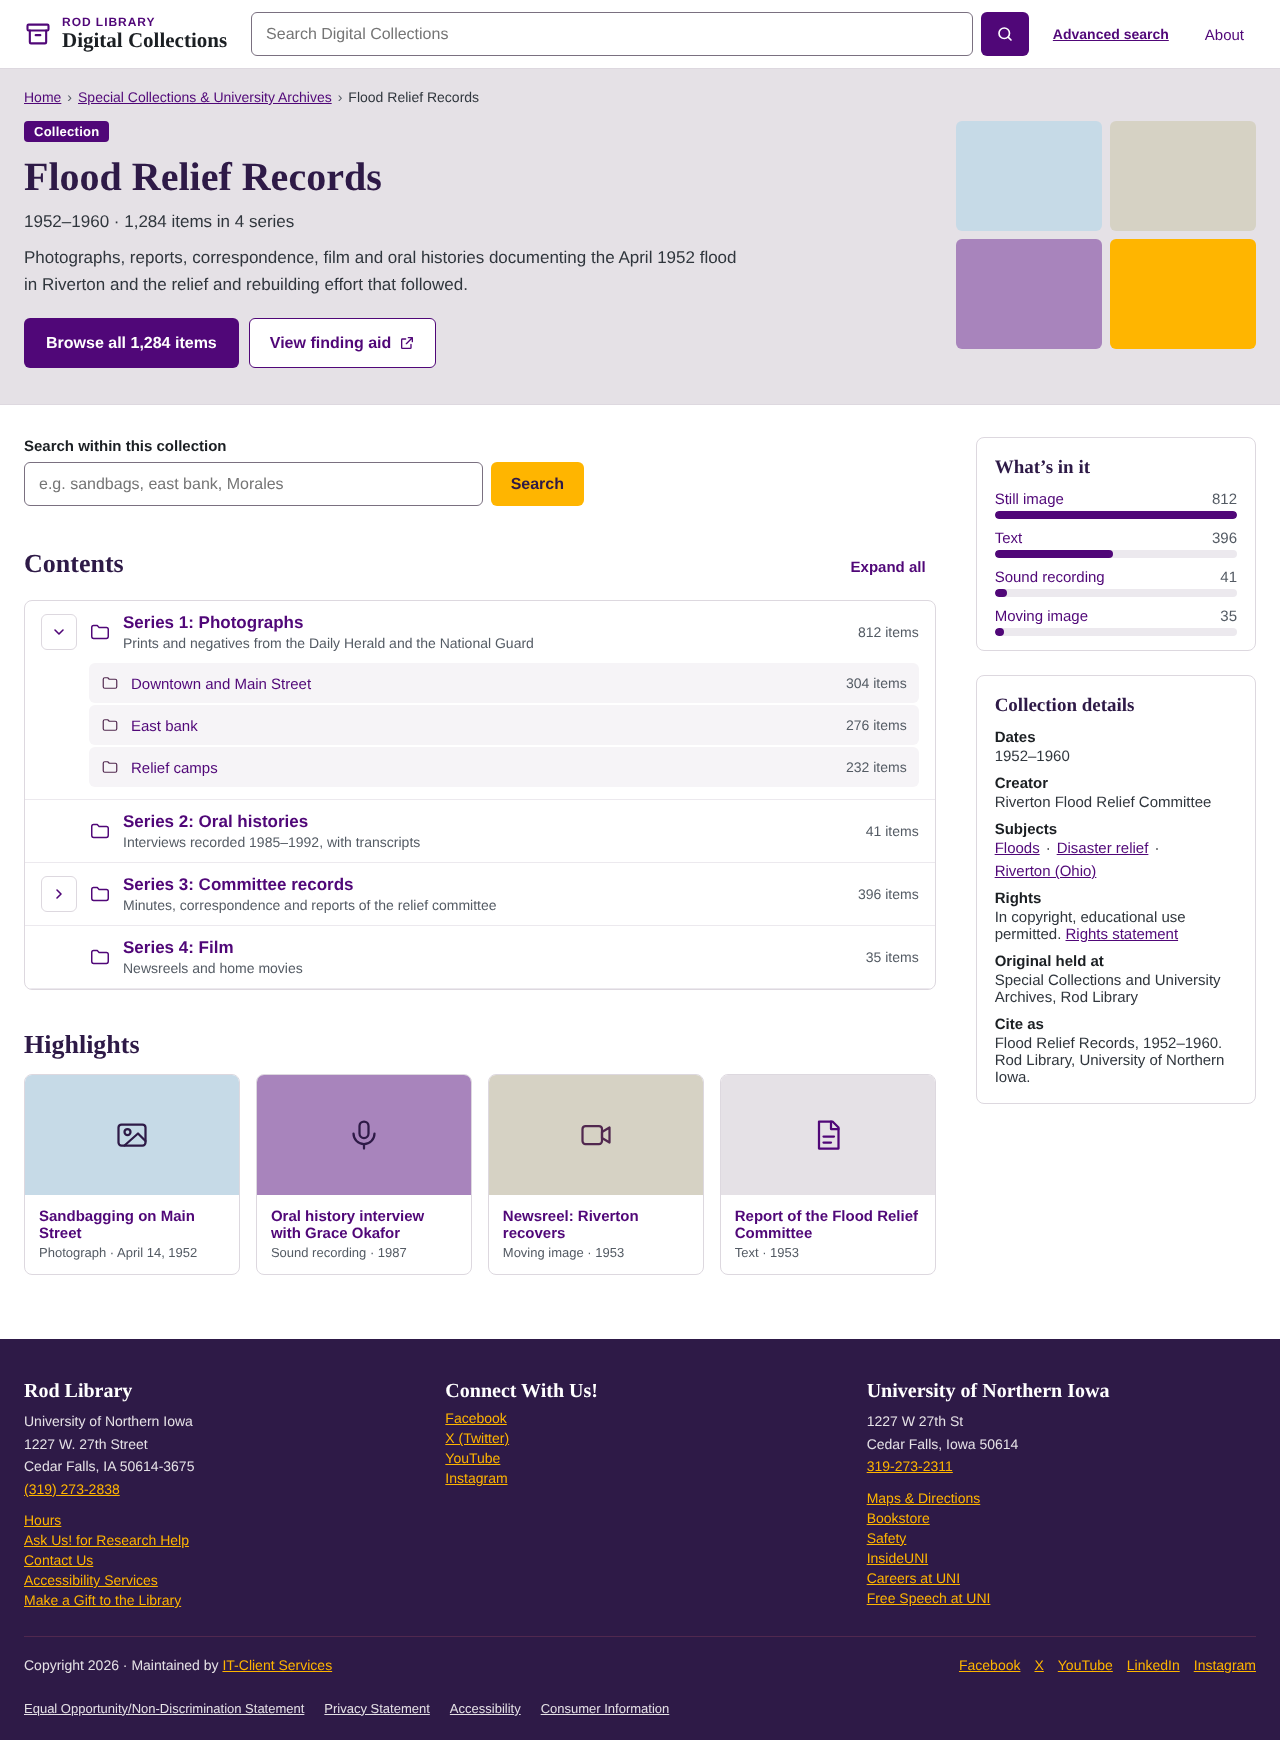 ROD LIBRARY
Digital Collections
Search Digital Collections
Advanced search
About
Home › Special Collections & University Archives › Flood Relief Records
Collection
Flood Relief Records
1952–1960 · 1,284 items in 4 series
Photographs, reports, correspondence, film and oral histories documenting the April 1952 flood
in Riverton and the relief and rebuilding effort that followed.
Browse all 1,284 items
View finding aid
Search within this collection
e.g. sandbags, east bank, Morales
Search
Contents
Expand all
Series 1: Photographs
Prints and negatives from the Daily Herald and the National Guard
812 items
Downtown and Main Street
304 items
East bank
276 items
Relief camps
232 items
Series 2: Oral histories
Interviews recorded 1985–1992, with transcripts
41 items
Series 3: Committee records
Minutes, correspondence and reports of the relief committee
396 items
Series 4: Film
Newsreels and home movies
35 items
Highlights
Sandbagging on Main
Street
Photograph · April 14, 1952
Oral history interview
with Grace Okafor
Sound recording · 1987
Newsreel: Riverton
recovers
Moving image · 1953
Report of the Flood Relief
Committee
Text · 1953
What’s in it
Still image 812
Text 396
Sound recording 41
Moving image 35
Collection details
Dates
1952–1960
Creator
Riverton Flood Relief Committee
Subjects
Floods · Disaster relief ·
Riverton (Ohio)
Rights
In copyright, educational use
permitted. Rights statement
Original held at
Special Collections and University
Archives, Rod Library
Cite as
Flood Relief Records, 1952–1960.
Rod Library, University of Northern
Iowa.
Rod Library
University of Northern Iowa
1227 W. 27th Street
Cedar Falls, IA 50614-3675
(319) 273-2838
Hours
Ask Us! for Research Help
Contact Us
Accessibility Services
Make a Gift to the Library
Connect With Us!
Facebook
X (Twitter)
YouTube
Instagram
University of Northern Iowa
1227 W 27th St
Cedar Falls, Iowa 50614
319-273-2311
Maps & Directions
Bookstore
Safety
InsideUNI
Careers at UNI
Free Speech at UNI
Copyright 2026 · Maintained by IT-Client Services
Facebook X YouTube LinkedIn Instagram
Equal Opportunity/Non-Discrimination Statement Privacy Statement Accessibility Consumer Information